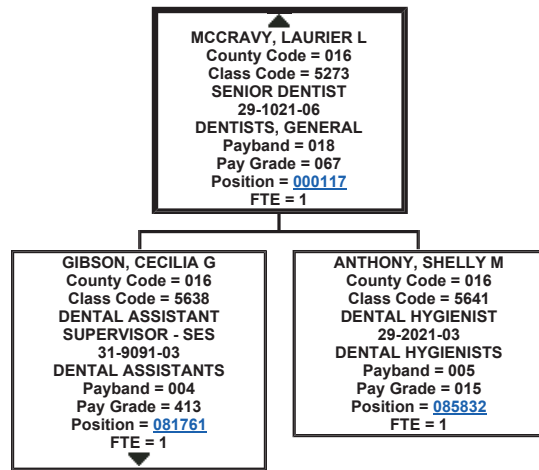 MCCRAVY, LAURIER L
County Code = 016
Class Code = 5273
SENIOR DENTIST
29-1021-06
DENTISTS, GENERAL
Payband = 018
Pay Grade = 067
Position = 000117
FTE = 1
GIBSON, CECILIA G
County Code = 016
Class Code = 5638
DENTAL ASSISTANT
SUPERVISOR - SES
31-9091-03
DENTAL ASSISTANTS
Payband = 004
Pay Grade = 413
Position = 081761
FTE = 1
ANTHONY, SHELLY M
County Code = 016
Class Code = 5641
DENTAL HYGIENIST
29-2021-03
DENTAL HYGIENISTS
Payband = 005
Pay Grade = 015
Position = 085832
FTE = 1